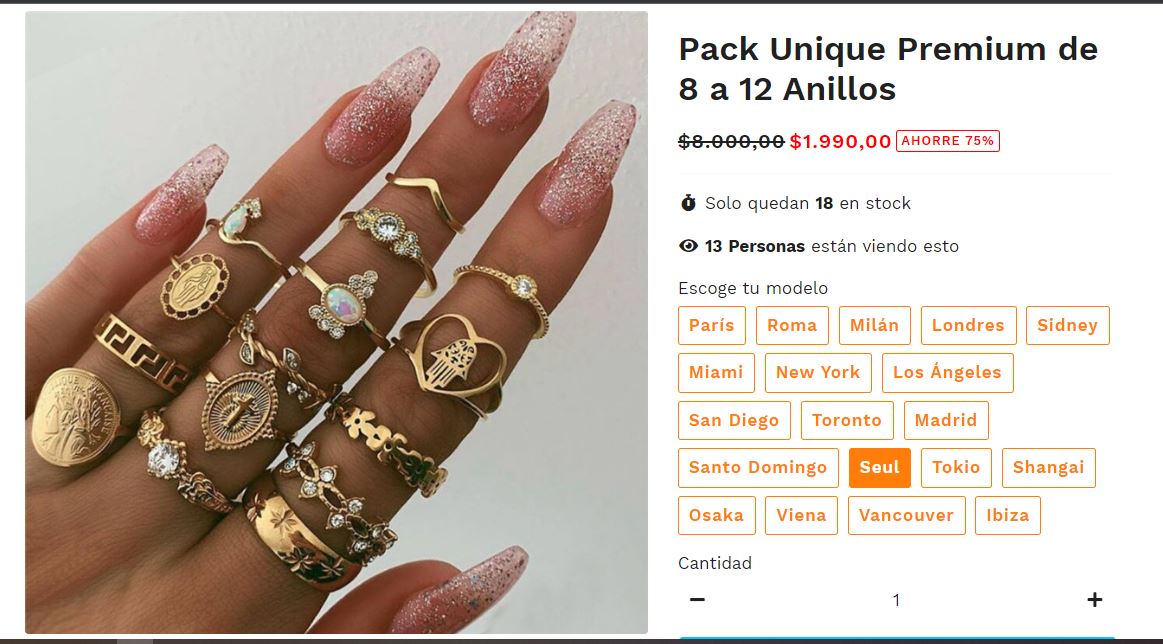 Pack Unique Premium de
8 a 12 Anillos
$8.000,00 $1.990,00 AHORRE 75%
Solo quedan 18 en stock
13 Personas están viendo esto
Escoge tu modelo
París Roma Milán Londres Sidney
Miami New York Los Ángeles
San Diego Toronto Madrid
Santo Domingo Seul Tokio Shangai
Osaka Viena Vancouver Ibiza
Cantidad
− 1 +